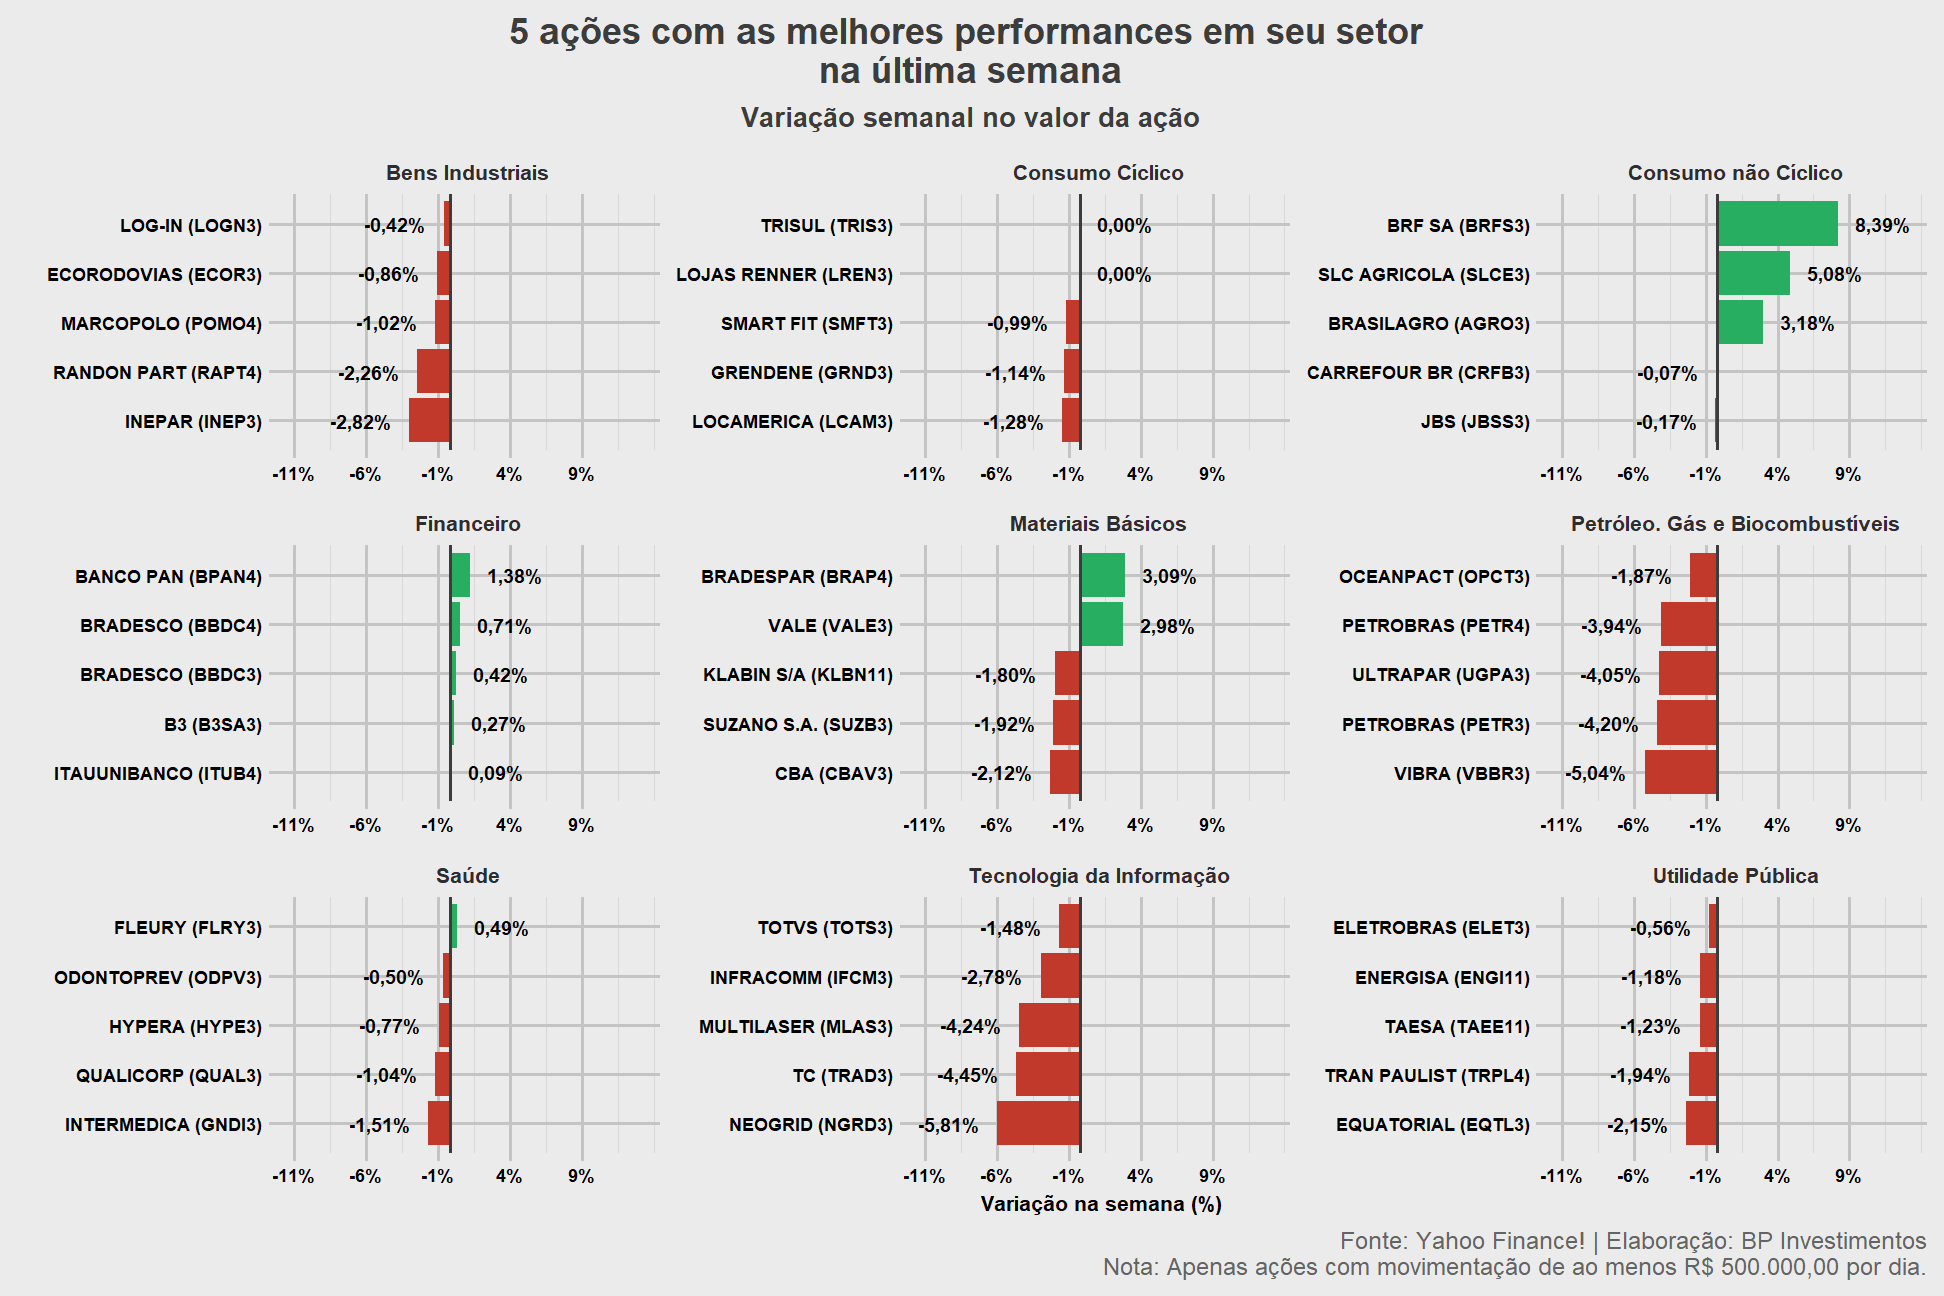 5 ações com as melhores performances em seu setor
na última semana
Variação semanal no valor da ação
Bens Industriais
LOG-IN (LOGN3) -0,42%
ECORODOVIAS (ECOR3) -0,86%
MARCOPOLO (POMO4) -1,02%
RANDON PART (RAPT4) -2,26%
INEPAR (INEP3) -2,82%
-11% -6% -1% 4% 9%
Consumo Cíclico
TRISUL (TRIS3) 0,00%
LOJAS RENNER (LREN3) 0,00%
SMART FIT (SMFT3) -0,99%
GRENDENE (GRND3) -1,14%
LOCAMERICA (LCAM3) -1,28%
-11% -6% -1% 4% 9%
Consumo não Cíclico
BRF SA (BRFS3) 8,39%
SLC AGRICOLA (SLCE3) 5,08%
BRASILAGRO (AGRO3) 3,18%
CARREFOUR BR (CRFB3) -0,07%
JBS (JBSS3) -0,17%
-11% -6% -1% 4% 9%
Financeiro
BANCO PAN (BPAN4) 1,38%
BRADESCO (BBDC4) 0,71%
BRADESCO (BBDC3) 0,42%
B3 (B3SA3) 0,27%
ITAUUNIBANCO (ITUB4) 0,09%
-11% -6% -1% 4% 9%
Materiais Básicos
BRADESPAR (BRAP4) 3,09%
VALE (VALE3) 2,98%
KLABIN S/A (KLBN11) -1,80%
SUZANO S.A. (SUZB3) -1,92%
CBA (CBAV3) -2,12%
-11% -6% -1% 4% 9%
Petróleo. Gás e Biocombustíveis
OCEANPACT (OPCT3) -1,87%
PETROBRAS (PETR4) -3,94%
ULTRAPAR (UGPA3) -4,05%
PETROBRAS (PETR3) -4,20%
VIBRA (VBBR3) -5,04%
-11% -6% -1% 4% 9%
Saúde
FLEURY (FLRY3) 0,49%
ODONTOPREV (ODPV3) -0,50%
HYPERA (HYPE3) -0,77%
QUALICORP (QUAL3) -1,04%
INTERMEDICA (GNDI3) -1,51%
-11% -6% -1% 4% 9%
Tecnologia da Informação
TOTVS (TOTS3) -1,48%
INFRACOMM (IFCM3) -2,78%
MULTILASER (MLAS3) -4,24%
TC (TRAD3) -4,45%
NEOGRID (NGRD3) -5,81%
-11% -6% -1% 4% 9%
Utilidade Pública
ELETROBRAS (ELET3) -0,56%
ENERGISA (ENGI11) -1,18%
TAESA (TAEE11) -1,23%
TRAN PAULIST (TRPL4) -1,94%
EQUATORIAL (EQTL3) -2,15%
-11% -6% -1% 4% 9%
Variação na semana (%)
Fonte: Yahoo Finance! | Elaboração: BP Investimentos
Nota: Apenas ações com movimentação de ao menos R$ 500.000,00 por dia.